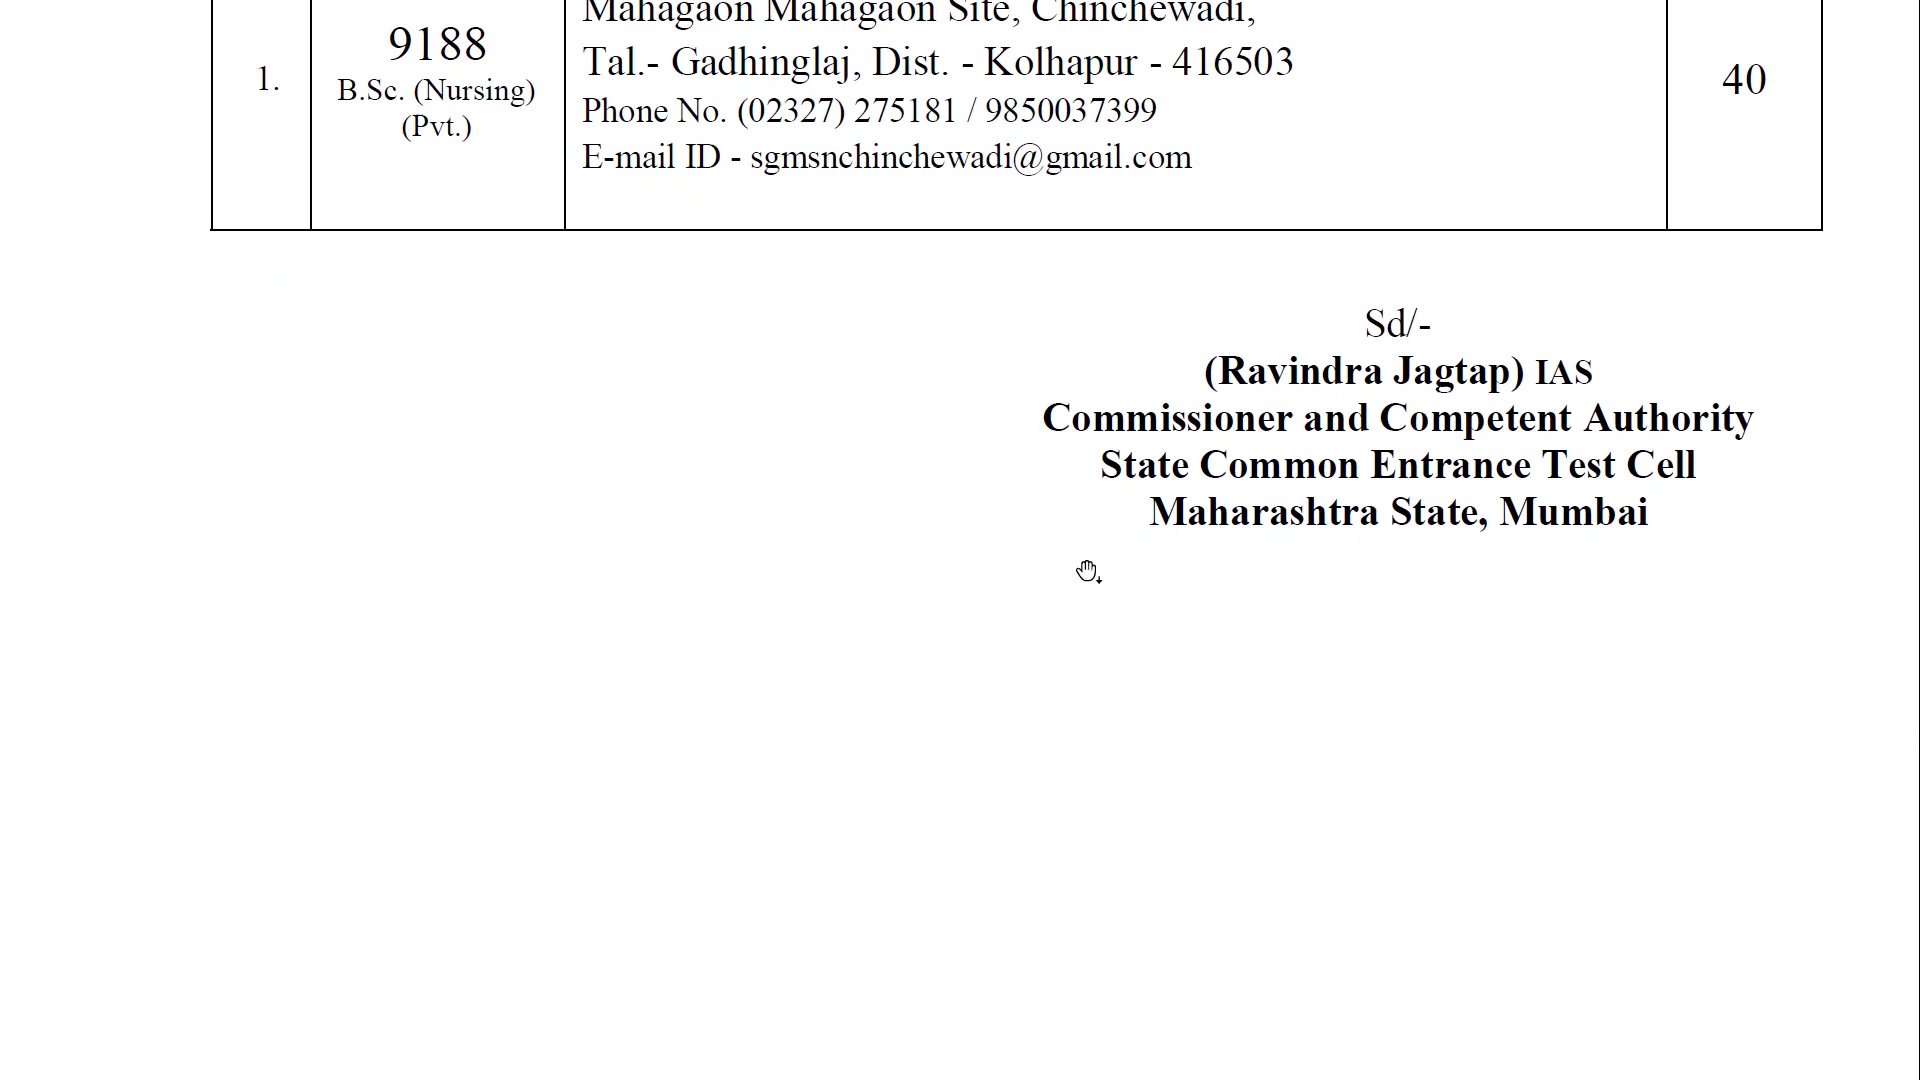 Mahagaon Mahagaon Site, Chinchewadi,
9188
Tal.- Gadhinglaj, Dist. - Kolhapur - 416503
1.
B.Sc. (Nursing)
40
Phone No. (02327) 275181 / 9850037399
(Pvt.)
E-mail ID - sgmsnchinchewadi@gmail.com
Sd/-
(Ravindra Jagtap) IAS
Commissioner and Competent Authority
State Common Entrance Test Cell
Maharashtra State, Mumbai